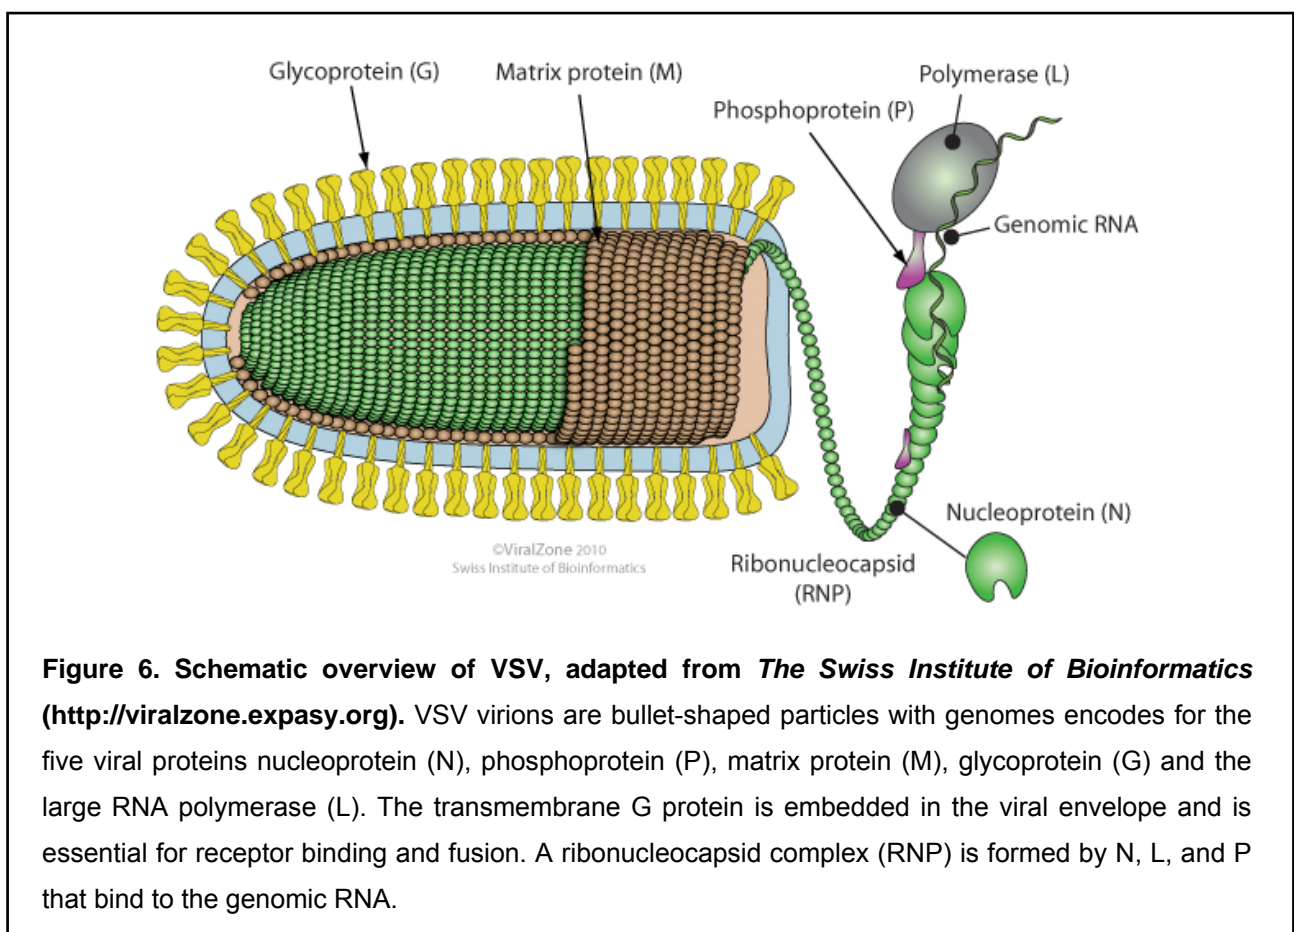 Glycoprotein (G)
Matrix protein (M)
Polymerase (L)
Phosphoprotein (P)
Genomic RNA
Nucleoprotein (N)
Ribonucleocapsid
(RNP)
©ViralZone 2010
Swiss Institute of Bioinformatics
Figure 6. Schematic overview of VSV, adapted from The Swiss Institute of Bioinformatics
(http://viralzone.expasy.org). VSV virions are bullet-shaped particles with genomes encodes for the
five viral proteins nucleoprotein (N), phosphoprotein (P), matrix protein (M), glycoprotein (G) and the
large RNA polymerase (L). The transmembrane G protein is embedded in the viral envelope and is
essential for receptor binding and fusion. A ribonucleocapsid complex (RNP) is formed by N, L, and P
that bind to the genomic RNA.